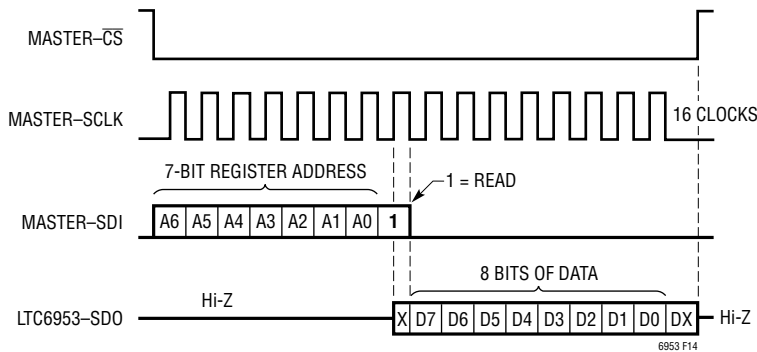 MASTER–CS
MASTER–SCLK
16 CLOCKS
7-BIT REGISTER ADDRESS
1 = READ
MASTER–SDI
A6 A5 A4 A3 A2 A1 A0 1
8 BITS OF DATA
LTC6953–SDO
Hi-Z
X D7 D6 D5 D4 D3 D2 D1 D0 DX
Hi-Z
6953 F14